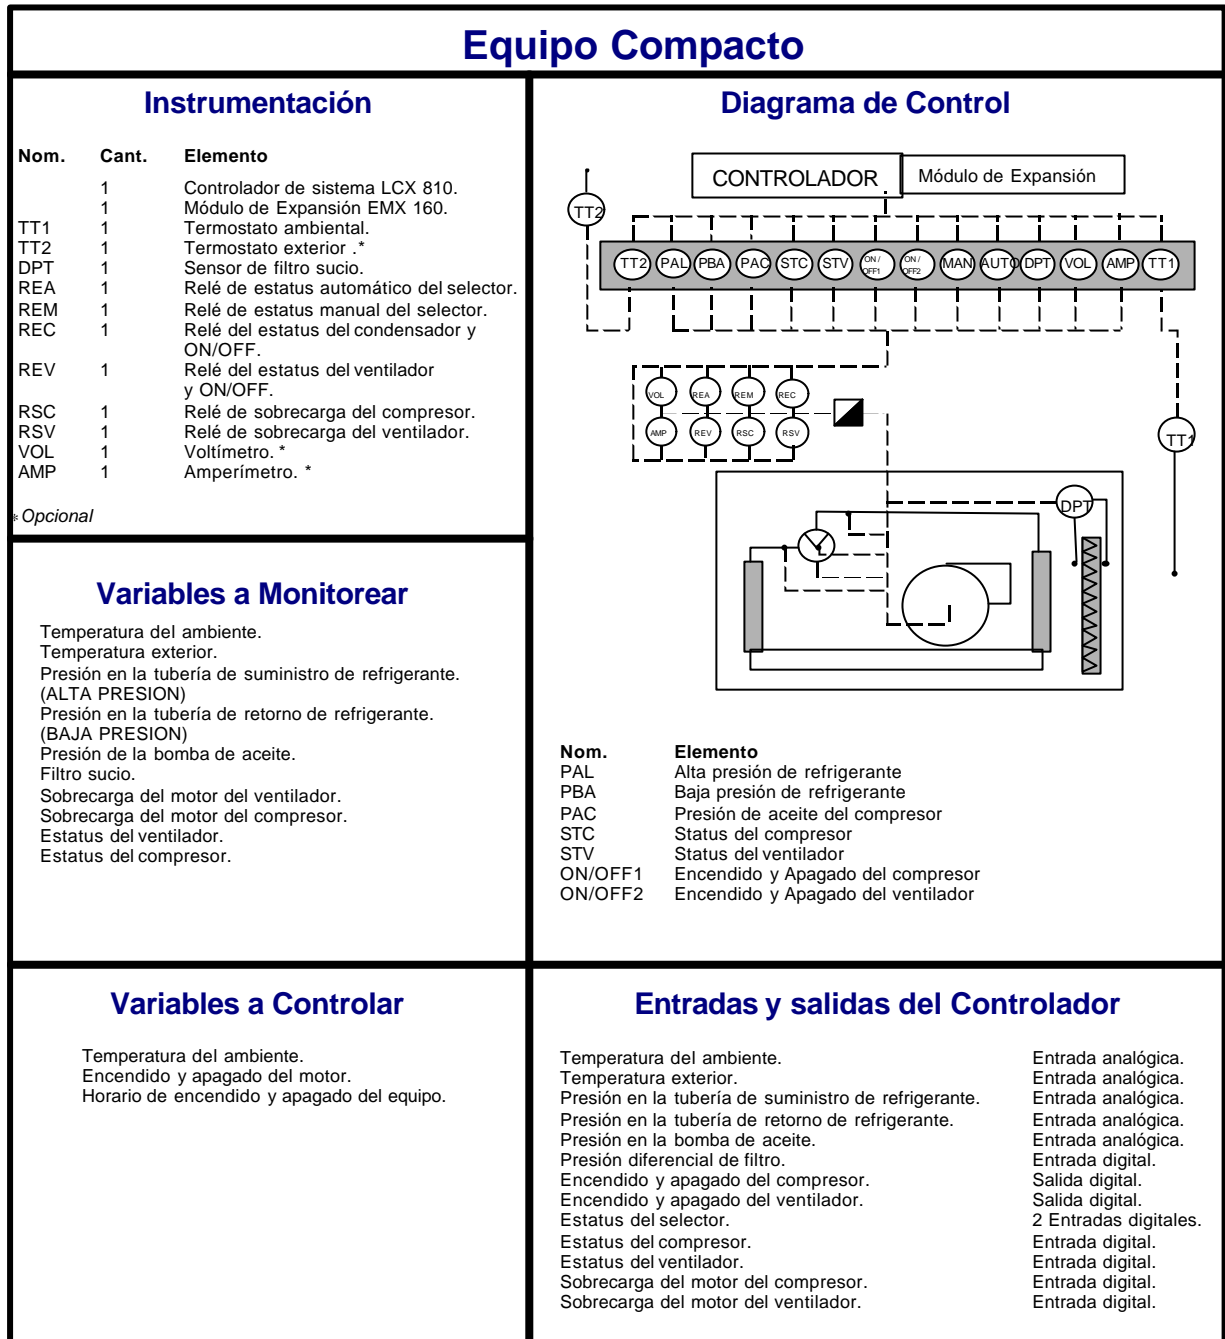 Equipo Compacto
Instrumentación
Nom. Cant. Elemento
1 Controlador de sistema LCX 810.
1 Módulo de Expansión EMX 160.
TT1 1 Termostato ambiental.
TT2 1 Termostato exterior .*
DPT 1 Sensor de filtro sucio.
REA 1 Relé de estatus automático del selector.
REM 1 Relé de estatus manual del selector.
REC 1 Relé del estatus del condensador y
ON/OFF.
REV 1 Relé del estatus del ventilador
y ON/OFF.
RSC 1 Relé de sobrecarga del compresor.
RSV 1 Relé de sobrecarga del ventilador.
VOL 1 Voltímetro. *
AMP 1 Amperímetro. *
* Opcional
Diagrama de Control
CONTROLADOR Módulo de Expansión
TT2
TT2 PAL PBA PAC STC STV ON / OFF1 ON / OFF2 MAN AUTO DPT VOL AMP TT1
VOL REA REM REC
AMP REV RSC RSV
TT1
DPT
Nom. Elemento
PAL Alta presión de refrigerante
PBA Baja presión de refrigerante
PAC Presión de aceite del compresor
STC Status del compresor
STV Status del ventilador
ON/OFF1 Encendido y Apagado del compresor
ON/OFF2 Encendido y Apagado del ventilador
Variables a Monitorear
Temperatura del ambiente.
Temperatura exterior.
Presión en la tubería de suministro de refrigerante.
(ALTA PRESION)
Presión en la tubería de retorno de refrigerante.
(BAJA PRESION)
Presión de la bomba de aceite.
Filtro sucio.
Sobrecarga del motor del ventilador.
Sobrecarga del motor del compresor.
Estatus del ventilador.
Estatus del compresor.
Variables a Controlar
Temperatura del ambiente.
Encendido y apagado del motor.
Horario de encendido y apagado del equipo.
Entradas y salidas del Controlador
Temperatura del ambiente. Entrada analógica.
Temperatura exterior. Entrada analógica.
Presión en la tubería de suministro de refrigerante. Entrada analógica.
Presión en la tubería de retorno de refrigerante. Entrada analógica.
Presión en la bomba de aceite. Entrada analógica.
Presión diferencial de filtro. Entrada digital.
Encendido y apagado del compresor. Salida digital.
Encendido y apagado del ventilador. Salida digital.
Estatus del selector. 2 Entradas digitales.
Estatus del compresor. Entrada digital.
Estatus del ventilador. Entrada digital.
Sobrecarga del motor del compresor. Entrada digital.
Sobrecarga del motor del ventilador. Entrada digital.